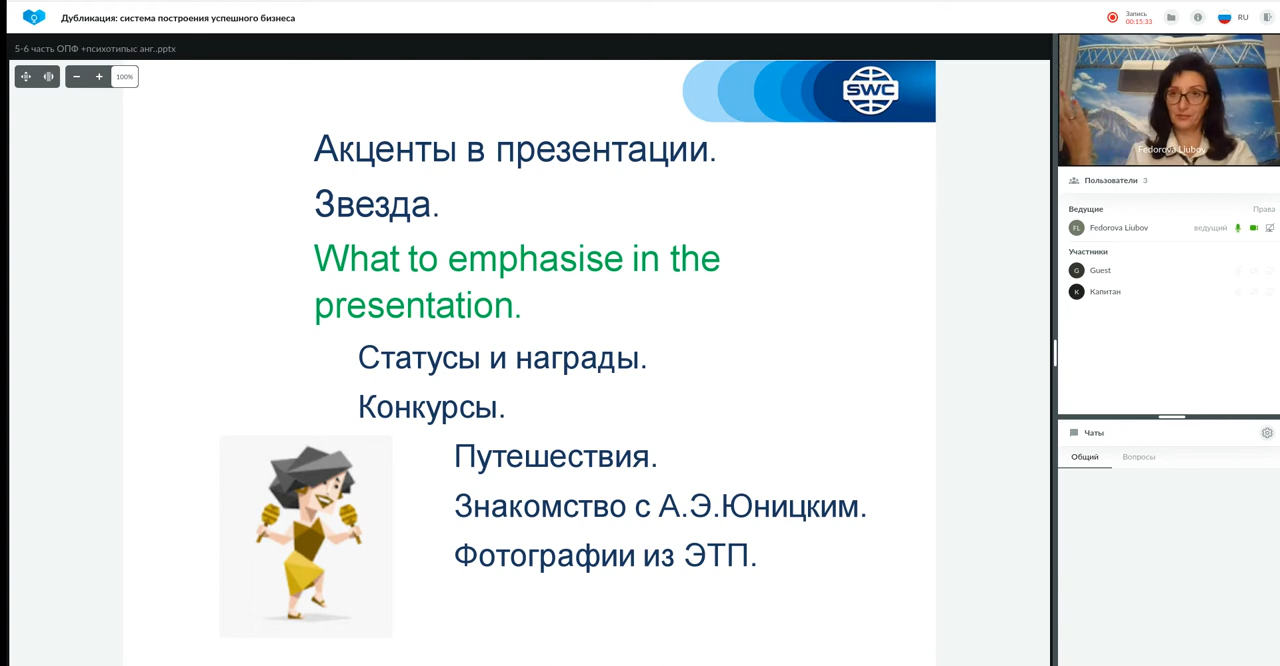 Дубликация: система построения успешного бизнеса
Запись
00:15:33
RU
5-6 часть ОПФ +психотипыс анг..pptx
100%
SWC
Акценты в презентации.
Звезда.
What to emphasise in the
presentation.
Статусы и награды.
Конкурсы.
Путешествия.
Знакомство с А.Э.Юницким.
Фотографии из ЭТП.
Fedorova Liubov
Пользователи 3
Ведущие Права
FL Fedorova Liubov ведущий
Участники
G Guest
К Капитан
Чаты
Общий Вопросы